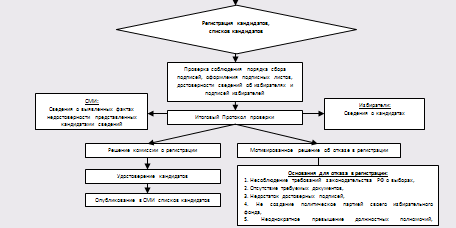 Регистрация кандидатов,
списков кандидатов
Проверка соблюдения порядка сбора
подписей, оформления подписных листов,
достоверности сведений об избирателях и
подписей избирателей
СМИ:
Сведения о выявленных фактах
недостоверности представленных
кандидатами сведений
Итоговый Протокол проверки
Избиратели:
Сведения о кандидатах
Решение комиссии о регистрации
Мотивированное решение об отказе в регистрации
Удостоверение кандидатов
Опубликование в СМИ списков кандидатов
Основания для отказа в регистрации:
1. Несоблюдение требований законодательства РФ о выборах,
2. Отсутствие требуемых документов,
3. Недостаток достоверных подписей,
4. Не создание политической партией своего избирательного
фонда,
5. Неоднократное превышение должностных полномочий,